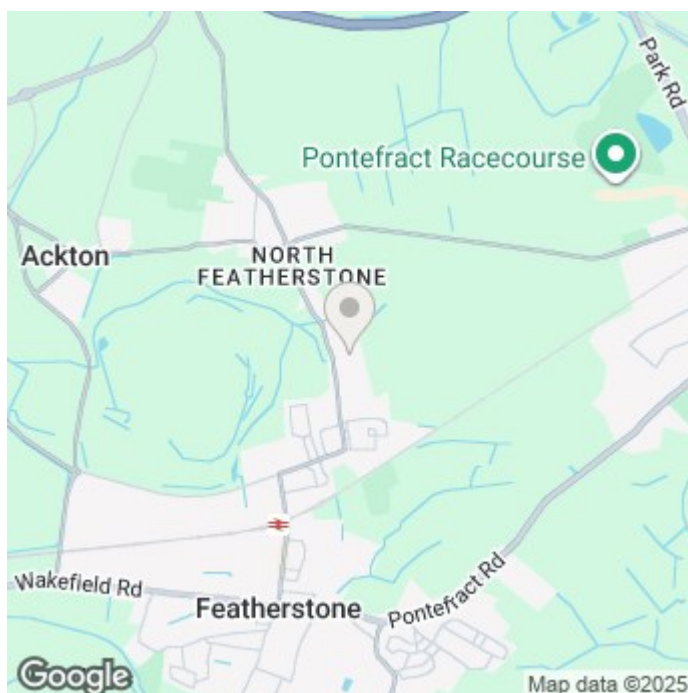 Park Rd
Pontefract Racecourse
Ackton
NORTH
FEATHERSTONE
Wakefield Rd
Featherstone
Pontefract Rd
Google
Map data ©2025